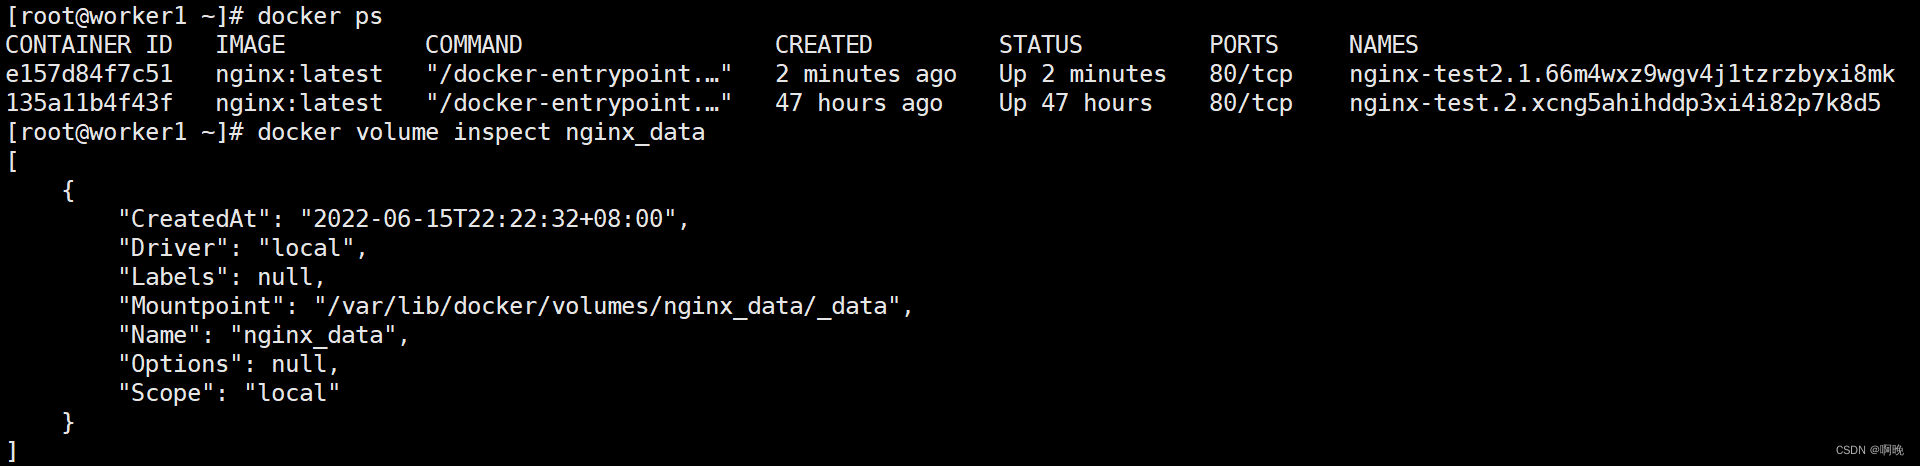 [root@worker1 ~]# docker ps
CONTAINER ID   IMAGE          COMMAND                  CREATED         STATUS         PORTS     NAMES
e157d84f7c51   nginx:latest   "/docker-entrypoint.…"   2 minutes ago   Up 2 minutes   80/tcp    nginx-test2.1.66m4wxz9wgv4j1tzrzbyxi8mk
135a11b4f43f   nginx:latest   "/docker-entrypoint.…"   47 hours ago    Up 47 hours    80/tcp    nginx-test.2.xcng5ahihddp3xi4i82p7k8d5
[root@worker1 ~]# docker volume inspect nginx_data
[
    {
        "CreatedAt": "2022-06-15T22:22:32+08:00",
        "Driver": "local",
        "Labels": null,
        "Mountpoint": "/var/lib/docker/volumes/nginx_data/_data",
        "Name": "nginx_data",
        "Options": null,
        "Scope": "local"
    }
]
CSDN @啊晚